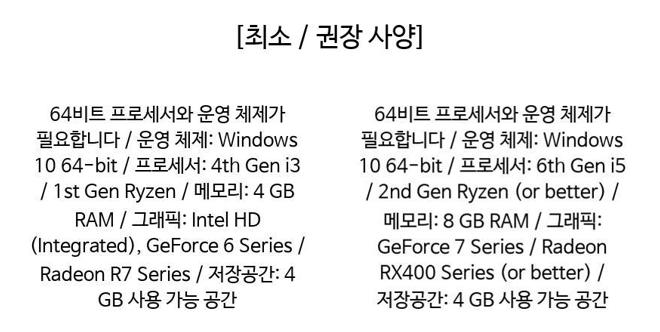 [최소 / 권장 사양]
64비트 프로세서와 운영 체제가
필요합니다 / 운영 체제: Windows
10 64-bit / 프로세서: 4th Gen i3
/ 1st Gen Ryzen / 메모리: 4 GB
RAM / 그래픽: Intel HD
(Integrated), GeForce 6 Series /
Radeon R7 Series / 저장공간: 4
GB 사용 가능 공간
64비트 프로세서와 운영 체제가
필요합니다 / 운영 체제: Windows
10 64-bit / 프로세서: 6th Gen i5
/ 2nd Gen Ryzen (or better) /
메모리: 8 GB RAM / 그래픽:
GeForce 7 Series / Radeon
RX400 Series (or better) /
저장공간: 4 GB 사용 가능 공간